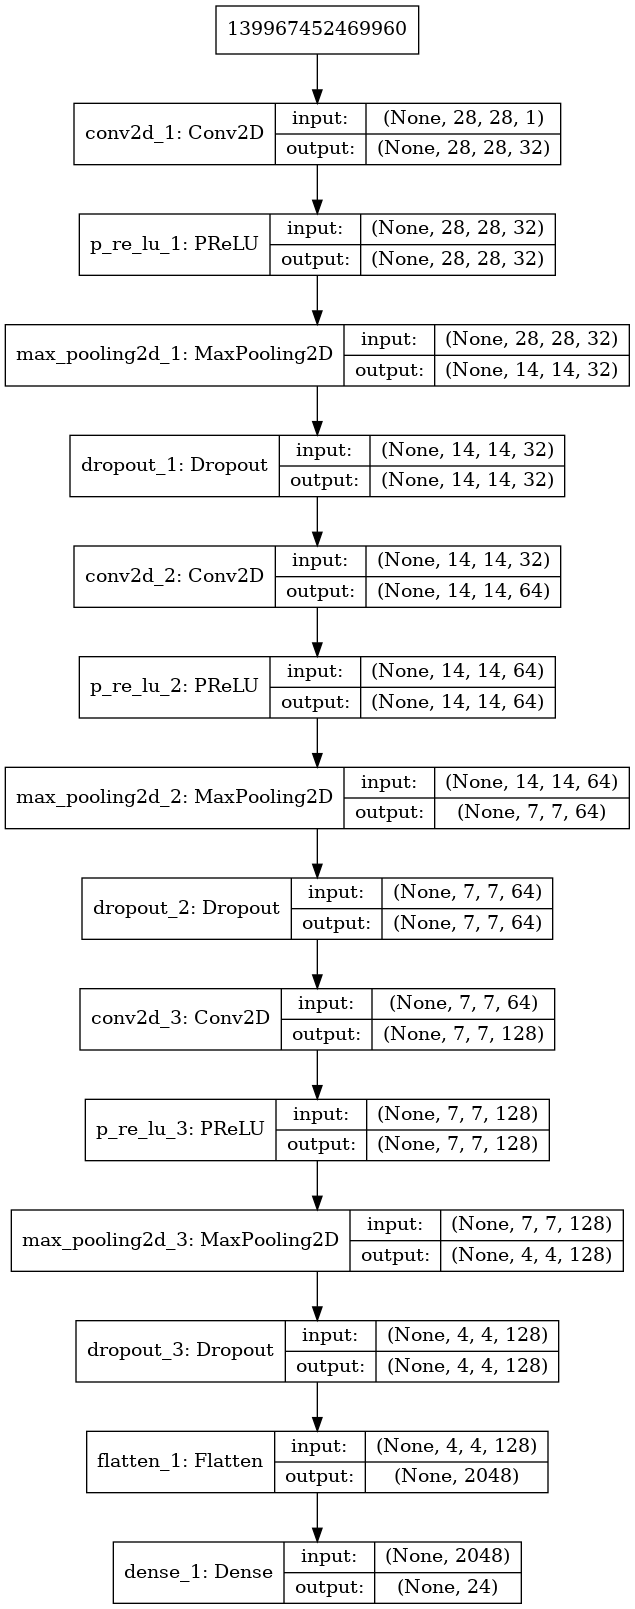 139967452469960
conv2d_1: Conv2D
input: (None, 28, 28, 1)
output: (None, 28, 28, 32)
p_re_lu_1: PReLU
input: (None, 28, 28, 32)
output: (None, 28, 28, 32)
max_pooling2d_1: MaxPooling2D
input: (None, 28, 28, 32)
output: (None, 14, 14, 32)
dropout_1: Dropout
input: (None, 14, 14, 32)
output: (None, 14, 14, 32)
conv2d_2: Conv2D
input: (None, 14, 14, 32)
output: (None, 14, 14, 64)
p_re_lu_2: PReLU
input: (None, 14, 14, 64)
output: (None, 14, 14, 64)
max_pooling2d_2: MaxPooling2D
input: (None, 14, 14, 64)
output: (None, 7, 7, 64)
dropout_2: Dropout
input: (None, 7, 7, 64)
output: (None, 7, 7, 64)
conv2d_3: Conv2D
input: (None, 7, 7, 64)
output: (None, 7, 7, 128)
p_re_lu_3: PReLU
input: (None, 7, 7, 128)
output: (None, 7, 7, 128)
max_pooling2d_3: MaxPooling2D
input: (None, 7, 7, 128)
output: (None, 4, 4, 128)
dropout_3: Dropout
input: (None, 4, 4, 128)
output: (None, 4, 4, 128)
flatten_1: Flatten
input: (None, 4, 4, 128)
output: (None, 2048)
dense_1: Dense
input: (None, 2048)
output: (None, 24)